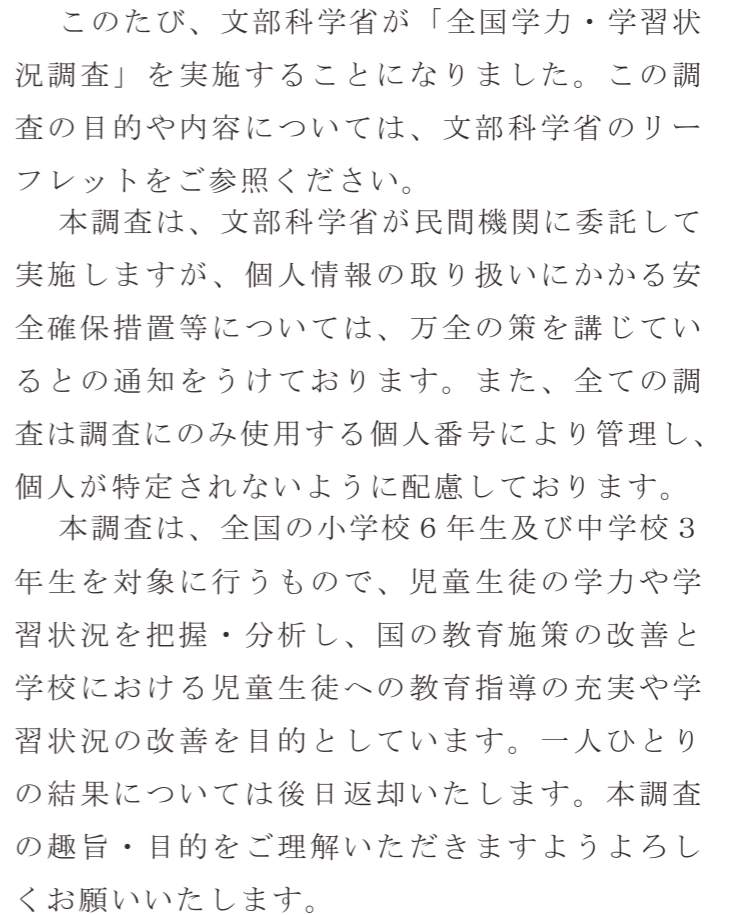 このたび、文部科学省が「全国学力・学習状
況調査」を実施することになりました。この調
査の目的や内容については、文部科学省のリー
フレットをご参照ください。
本調査は、文部科学省が民間機関に委託して
実施しますが、個人情報の取り扱いにかかる安
全確保措置等については、万全の策を講じてい
るとの通知をうけております。また、全ての調
査は調査にのみ使用する個人番号により管理し、
個人が特定されないように配慮しております。
本調査は、全国の小学校6年生及び中学校3
年生を対象に行うもので、児童生徒の学力や学
習状況を把握・分析し、国の教育施策の改善と
学校における児童生徒への教育指導の充実や学
習状況の改善を目的としています。一人ひとり
の結果については後日返却いたします。本調査
の趣旨・目的をご理解いただきますようよろし
くお願いいたします。